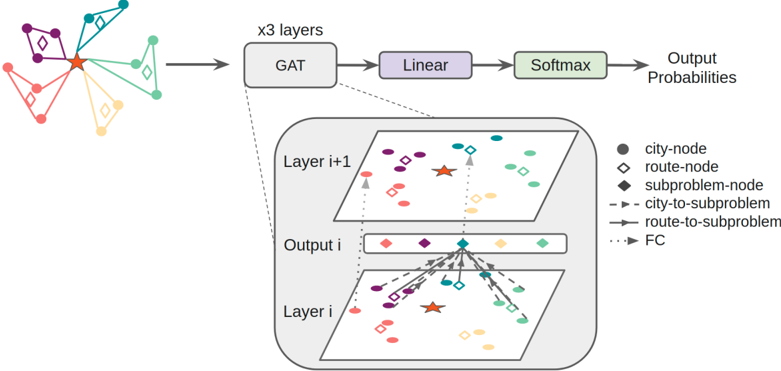 x3 layers
GAT
Linear
Softmax
Output
Probabilities
Layer i+1
Output i
Layer i
city-node
route-node
subproblem-node
city-to-subproblem
route-to-subproblem
FC